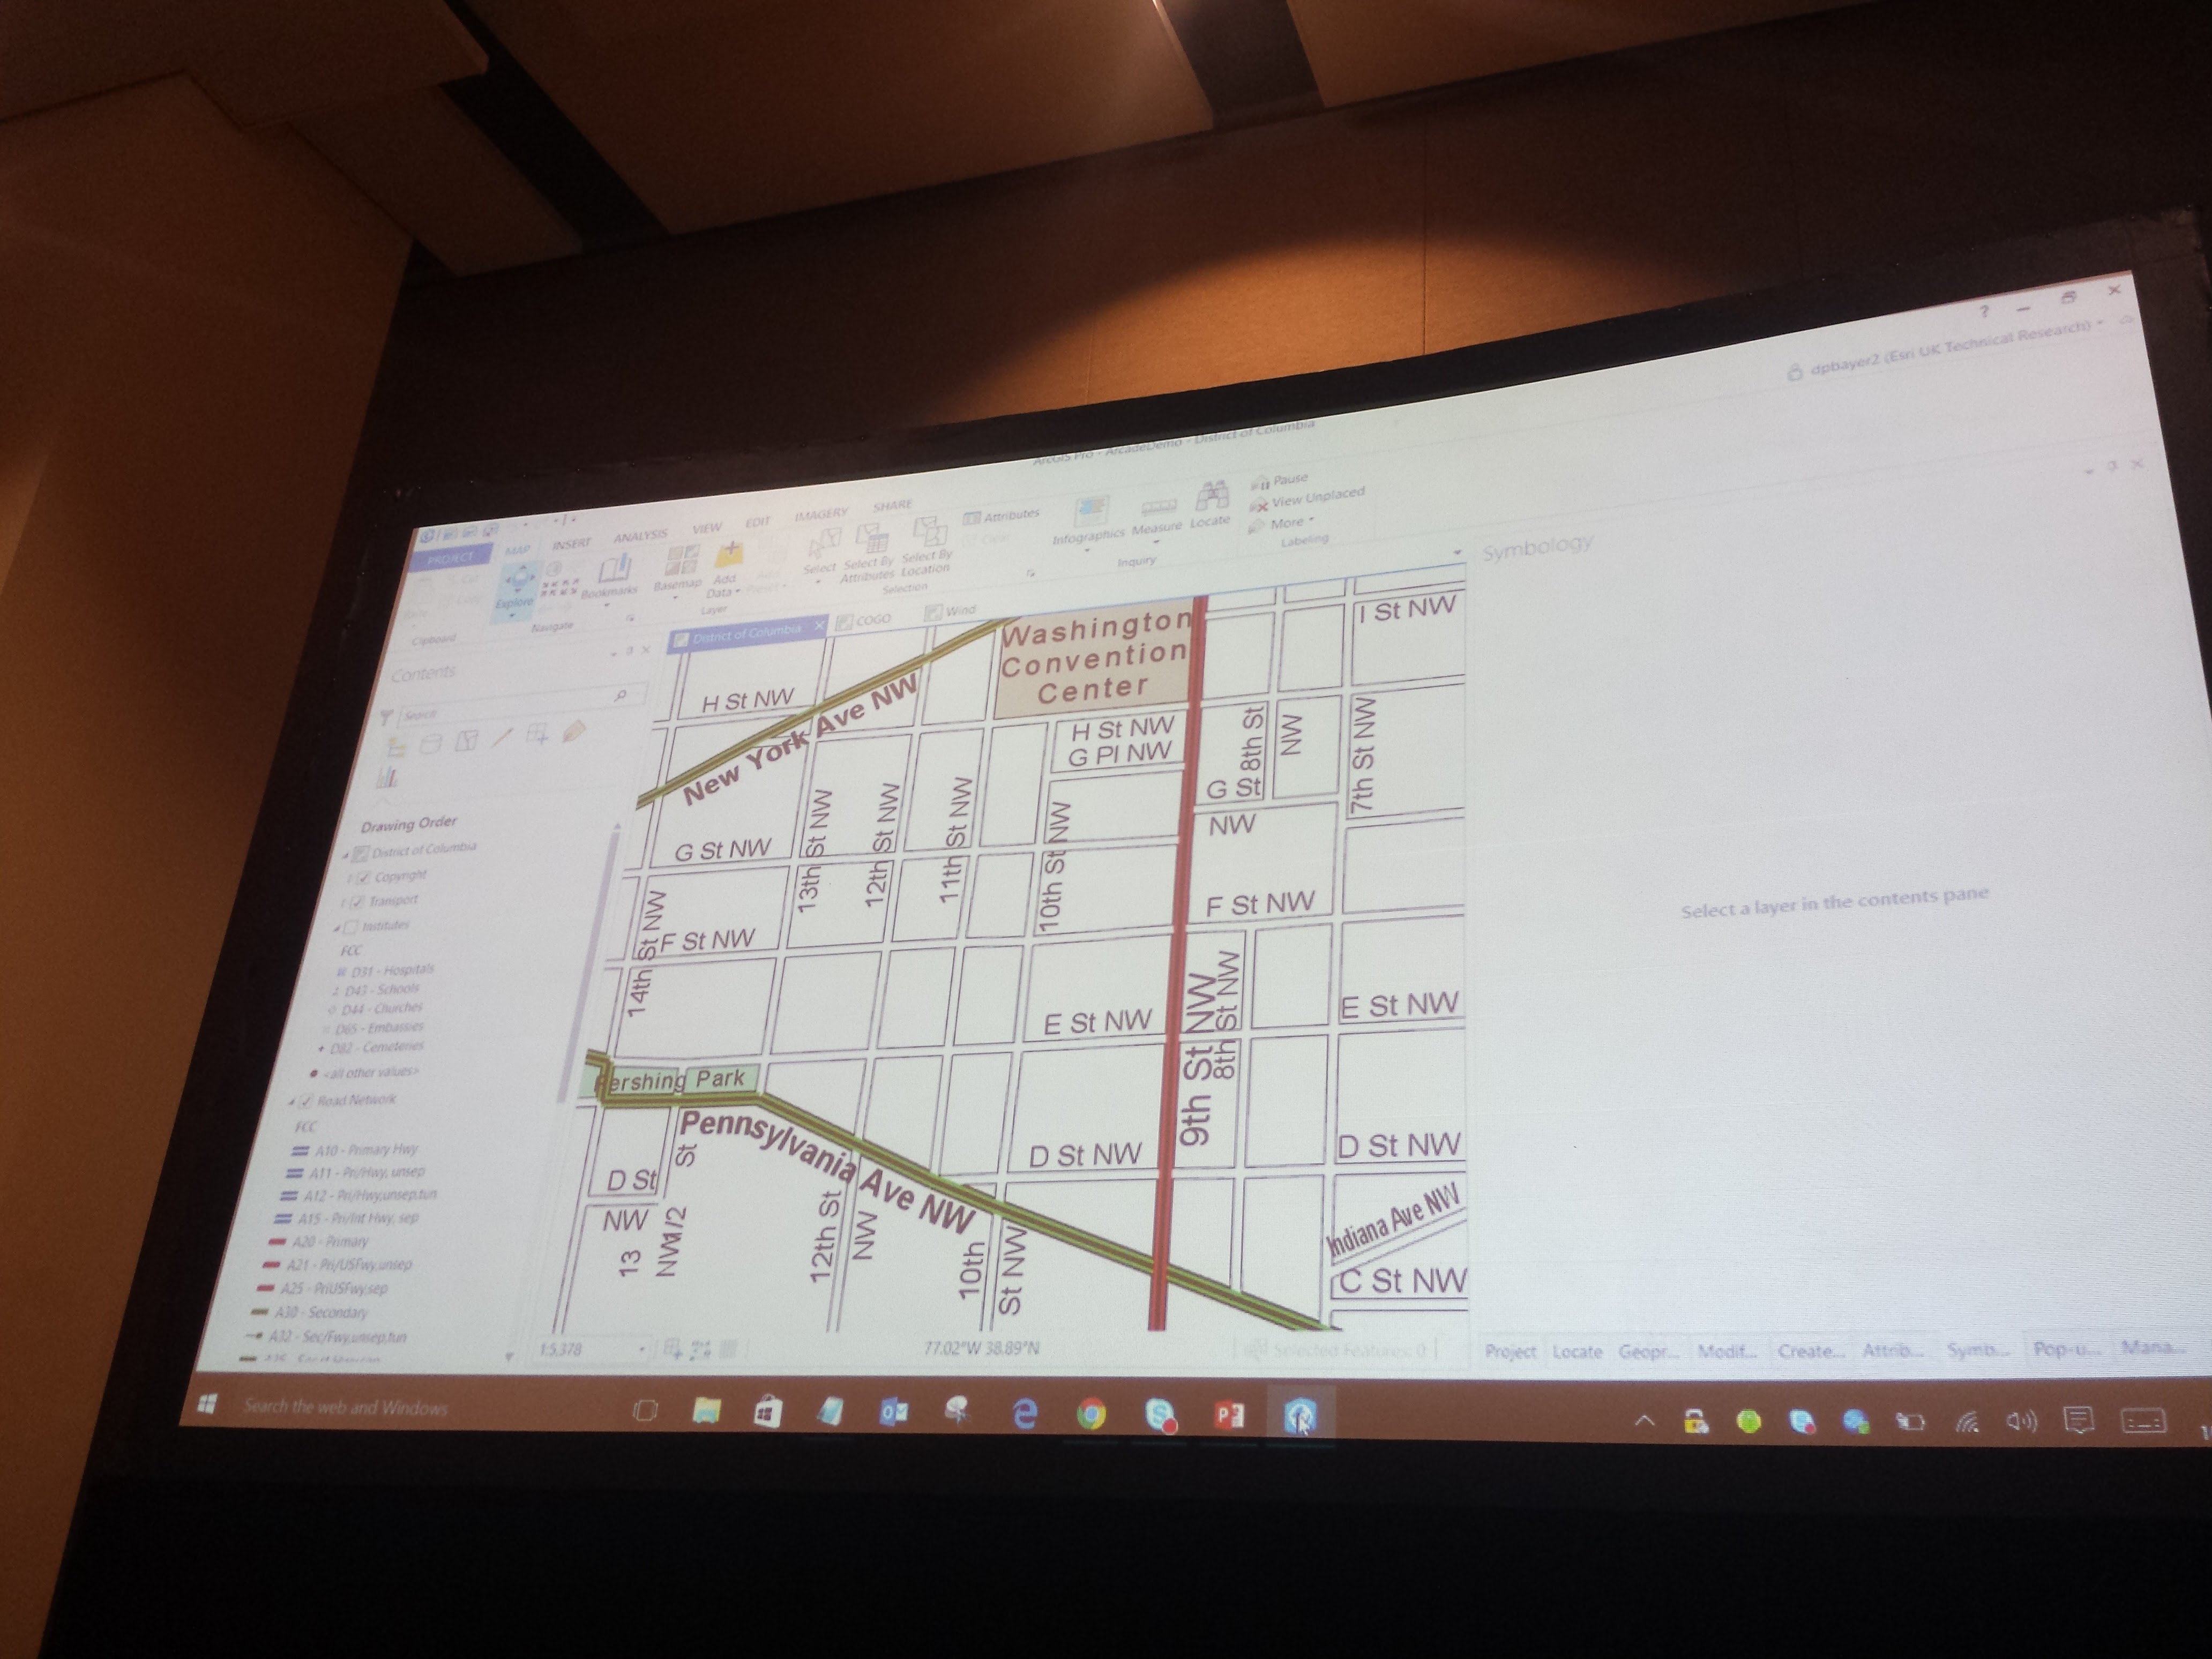 ArcGIS Pro - ArcadeDemo - District of Columbia
? 
dpbayer2 (Esri UK Technical Research)
PROJECT
MAP
INSERT
ANALYSIS
VIEW
EDIT
IMAGERY
SHARE
Explore
Bookmarks
Basemap
Add
Data
Select
Select By
Attributes
Select By
Location
Attributes
Clear
Infographics
Measure
Locate
Pause
View Unplaced
More
Clipboard
Navigate
Layer
Selection
Inquiry
Labeling
Contents
Search
Drawing Order
District of Columbia
Copyright
Transport
Institutes
FCC
D31 - Hospitals
D43 - Schools
D44 - Churches
D65 - Embassies
D82 - Cemeteries
<all other values>
Road Network
FCC
A10 - Primary Hwy
A11 - Pri/Hwy, unsep
A12 - Pri/Hwy,unsep,tun
A15 - Pri/Int Hwy, sep
A20 - Primary
A21 - Pri/USFwy,unsep
A25 - PriUSFwy,sep
A30 - Secondary
A32 - Sec/Fwy,unsep,tun
District of Columbia
COGO
Wind
Washington
Convention
Center
I St NW
H St NW
New York Ave NW
H St NW
G Pl NW
8th St
NW
7th St NW
G St
NW
G St NW
13th St NW
12th St NW
11th St NW
10th St NW
14th St NW
F St NW
F St NW
E St NW
9th St NW
8th St NW
E St NW
Pershing Park
Pennsylvania Ave NW
D St NW
D St NW
D St
NW
13
St
NW
1/2
12th St
NW
10th
St NW
Indiana Ave NW
C St NW
1:5,378
77.02°W 38.89°N
Selected Features: 0
Symbology
Select a layer in the contents pane
Project
Locate
Geopr...
Modif...
Create...
Attrib...
Symb...
Pop-u...
Mana...
Search the web and Windows